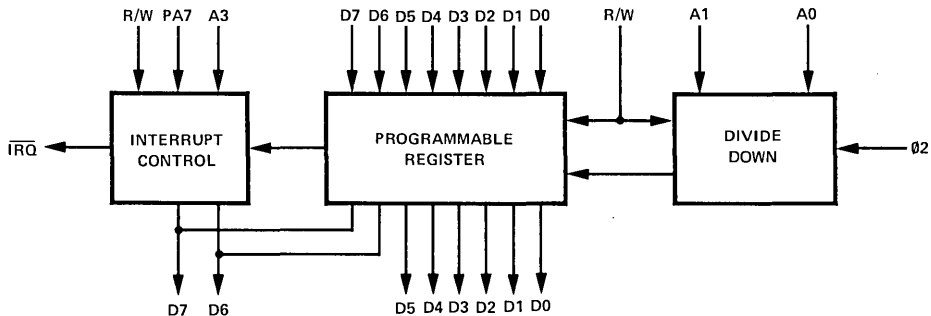 R/W PA7 A3 D7 D6 D5 D4 D3 D2 D1 D0 R/W A1 A0
IRQ
INTERRUPT
CONTROL
PROGRAMMABLE
REGISTER
DIVIDE
DOWN
Ø2
D7 D6 D5 D4 D3 D2 D1 D0